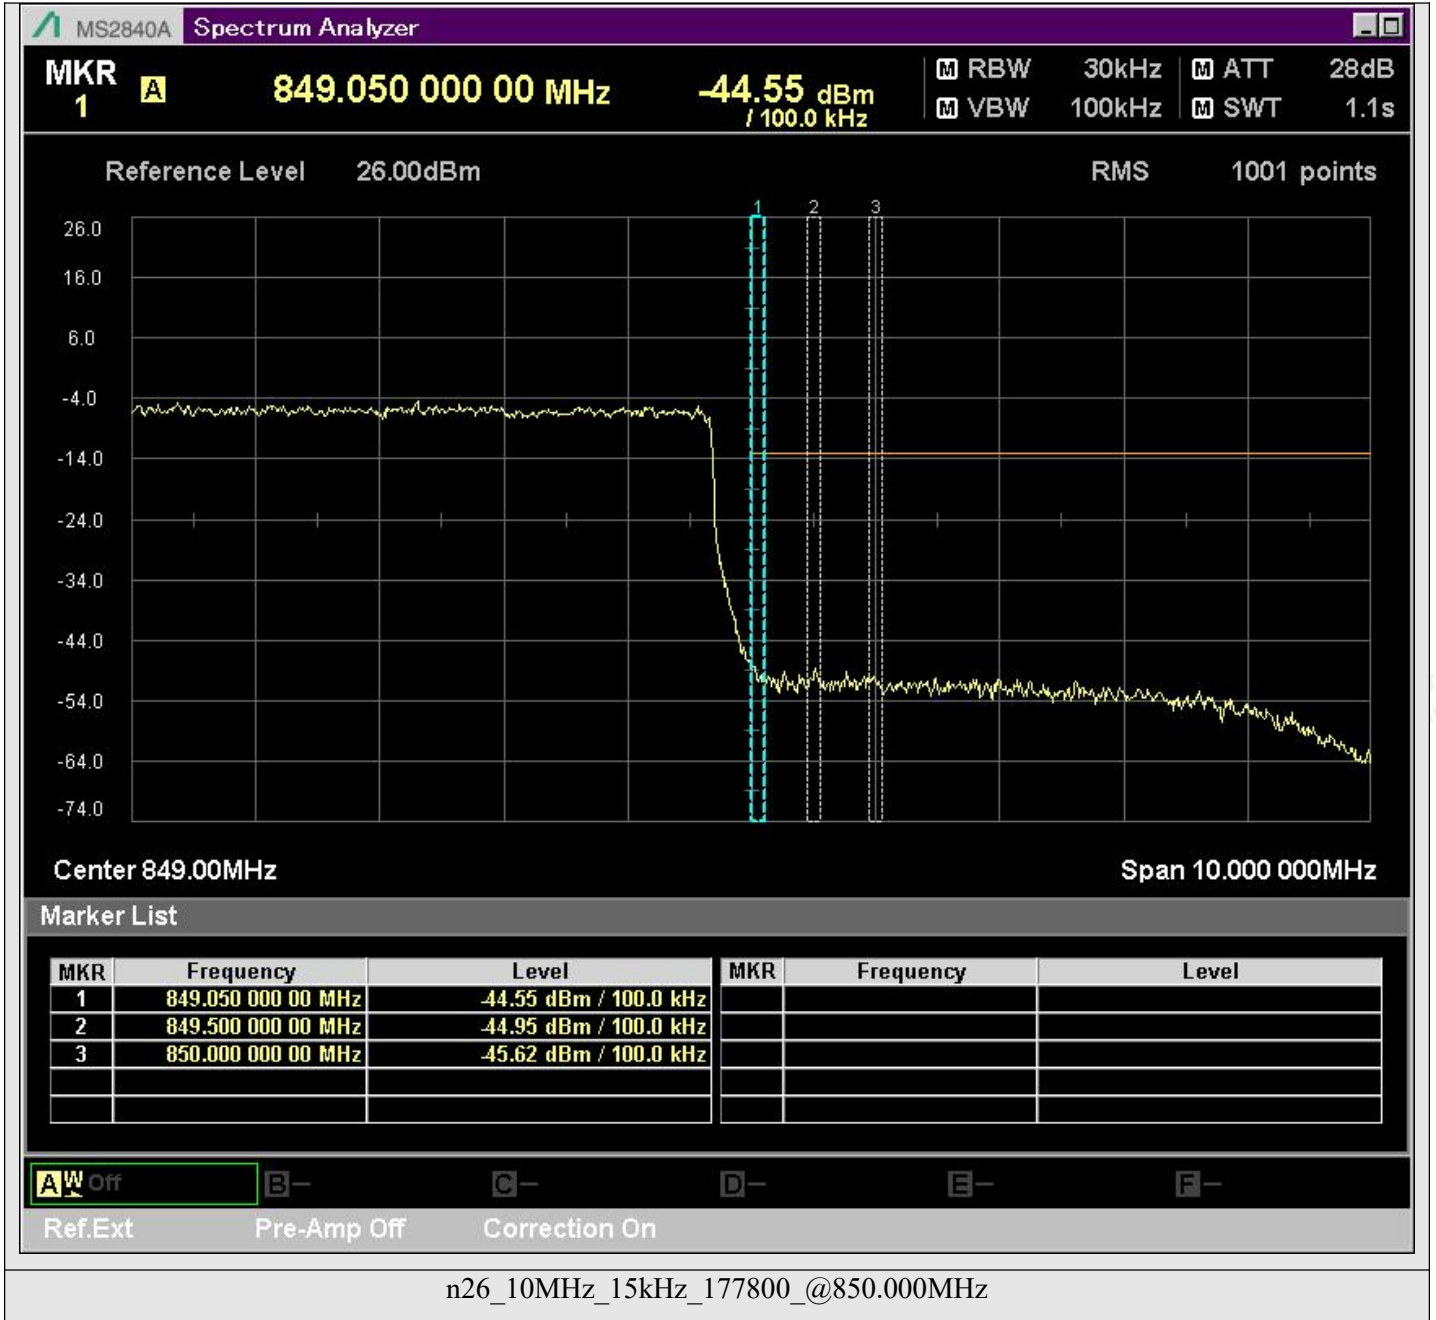 MS2840A Spectrum Analyzer
MKR 1 A 849.050 000 00 MHz -44.55 dBm / 100.0 kHz
M RBW 30kHz M ATT 28dB
M VBW 100kHz M SWT 1.1s
Reference Level 26.00dBm RMS 1001 points
1 2 3
26.0
16.0
6.0
-4.0
-14.0
-24.0
-34.0
-44.0
-54.0
-64.0
-74.0
Center 849.00MHz Span 10.000 000MHz
Marker List
MKR Frequency Level MKR Frequency Level
1 849.050 000 00 MHz -44.55 dBm / 100.0 kHz
2 849.500 000 00 MHz -44.95 dBm / 100.0 kHz
3 850.000 000 00 MHz -45.62 dBm / 100.0 kHz
A W Off B — C — D — E — F —
Ref.Ext Pre-Amp Off Correction On
n26_10MHz_15kHz_177800_@850.000MHz